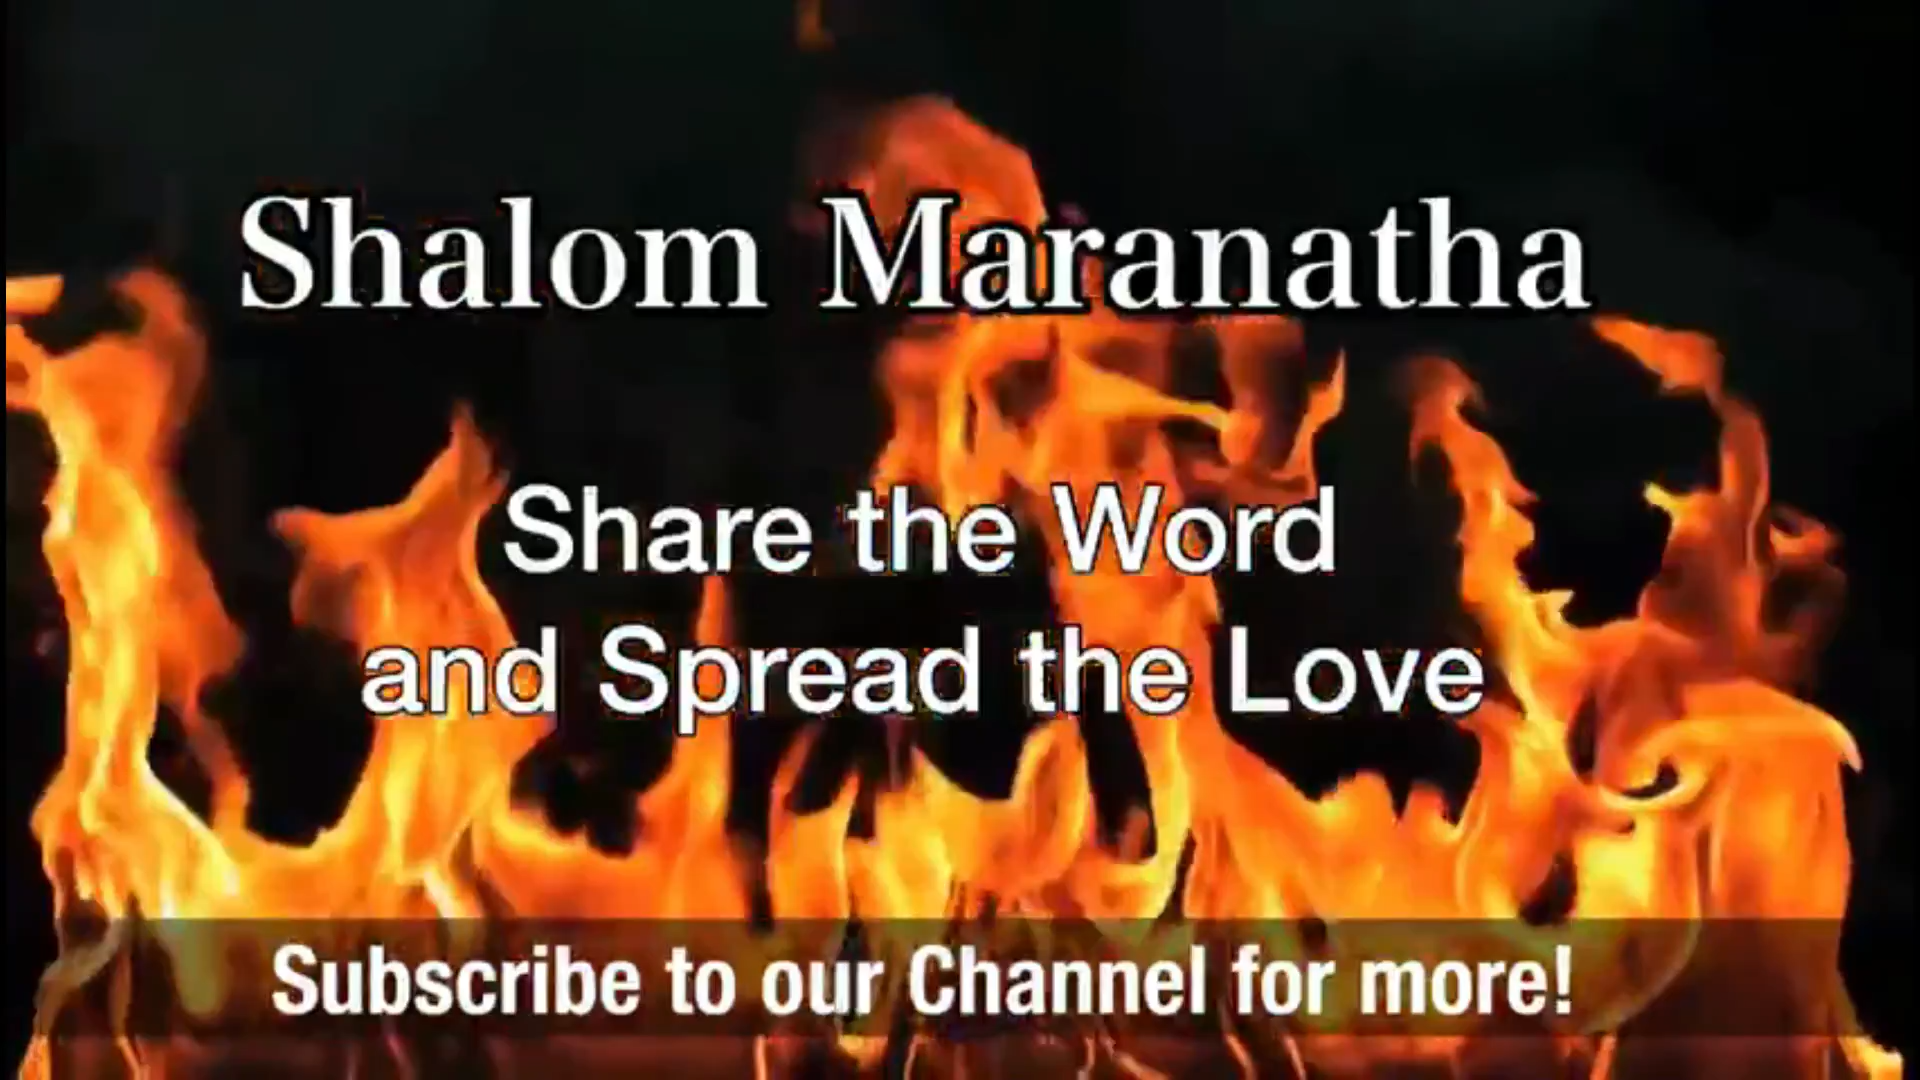 Shalom Maranatha
Share the Word
and Spread the Love
Subscribe to our Channel for more!